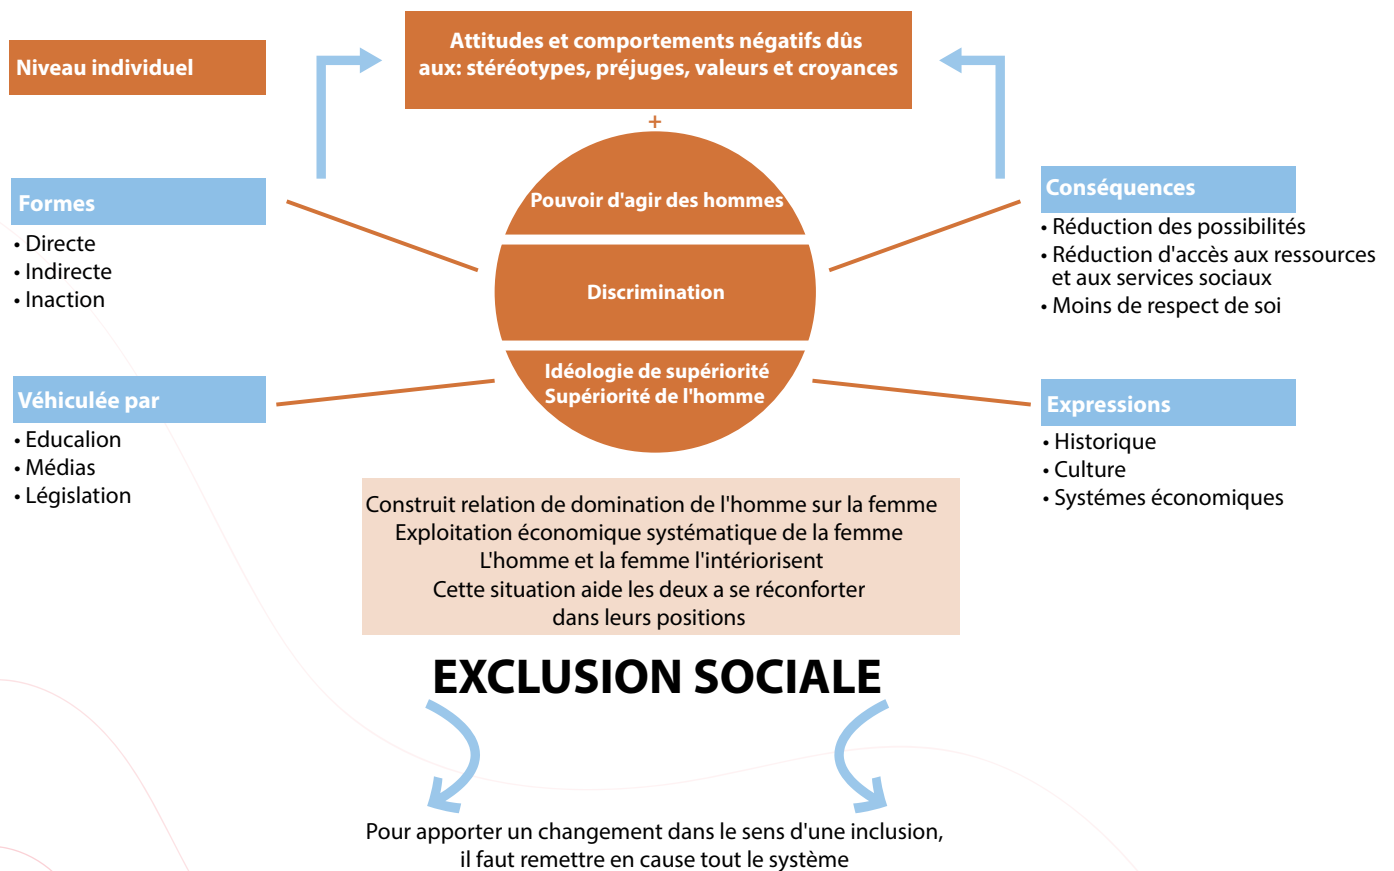 Niveau individuel
Attitudes et comportements négatifs dûs
aux: stéréotypes, préjuges, valeurs et croyances
+
Pouvoir d'agir des hommes
Discrimination
Idéologie de supériorité
Supériorité de l'homme
Formes
• Directe
• Indirecte
• Inaction
Véhiculée par
• Educalion
• Médias
• Législation
Conséquences
• Réduction des possibilités
• Réduction d'accès aux ressources
et aux services sociaux
• Moins de respect de soi
Expressions
• Historique
• Culture
• Systémes économiques
Construit relation de domination de l'homme sur la femme
Exploitation économique systématique de la femme
L'homme et la femme l'intériorisent
Cette situation aide les deux a se réconforter
dans leurs positions
EXCLUSION SOCIALE
Pour apporter un changement dans le sens d'une inclusion,
il faut remettre en cause tout le système